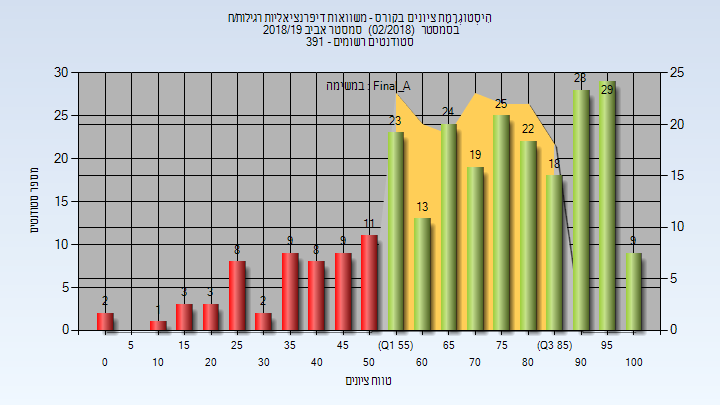 היסטוגרמת ציונים בקורס - משוואות דיפרנציאליות רגילות/ח
בסמסטר (02/2018) סמסטר אביב 2018/19
סטודנטים רשומים - 391
במשימה : Final_A
30 25 20 15 10 5 0
מספר סטודנטים
25 20 15 10 5 0
2 1 3 3 8 2 9 8 9 11 23 13 24 19 25 22 18 28 29 9
5 15 25 35 45 (Q1 55) 65 75 (Q3 85) 95
0 10 20 30 40 50 60 70 80 90 100
טווח ציונים